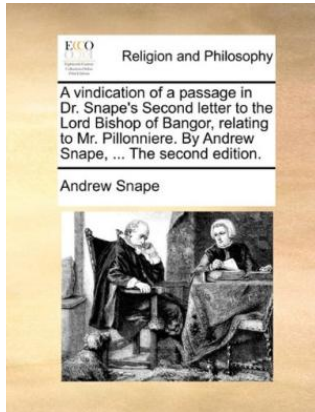 ECCO
Religion and Philosophy
A vindication of a passage in
Dr. Snape's Second letter to the
Lord Bishop of Bangor, relating
to Mr. Pillonniere. By Andrew
Snape, ... The second edition.
Andrew Snape